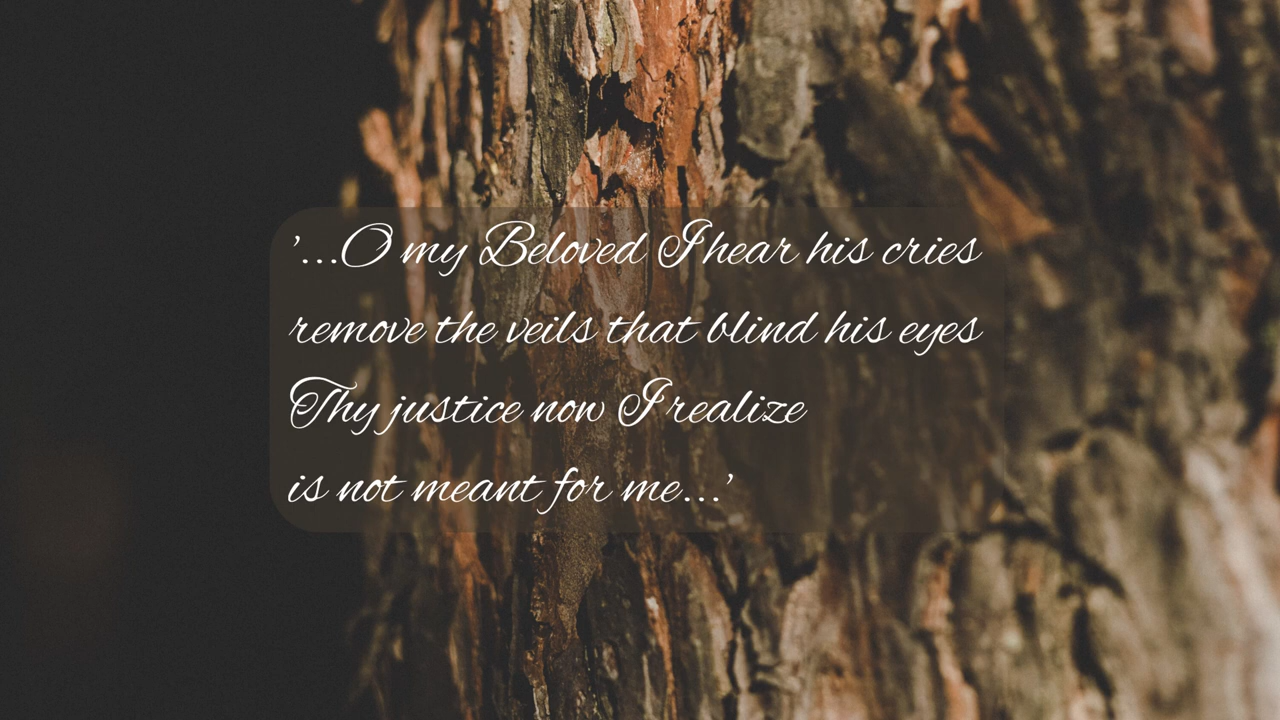 '...O my Beloved I hear his cries
remove the veils that blind his eyes
Thy justice now I realize
is not meant for me...'